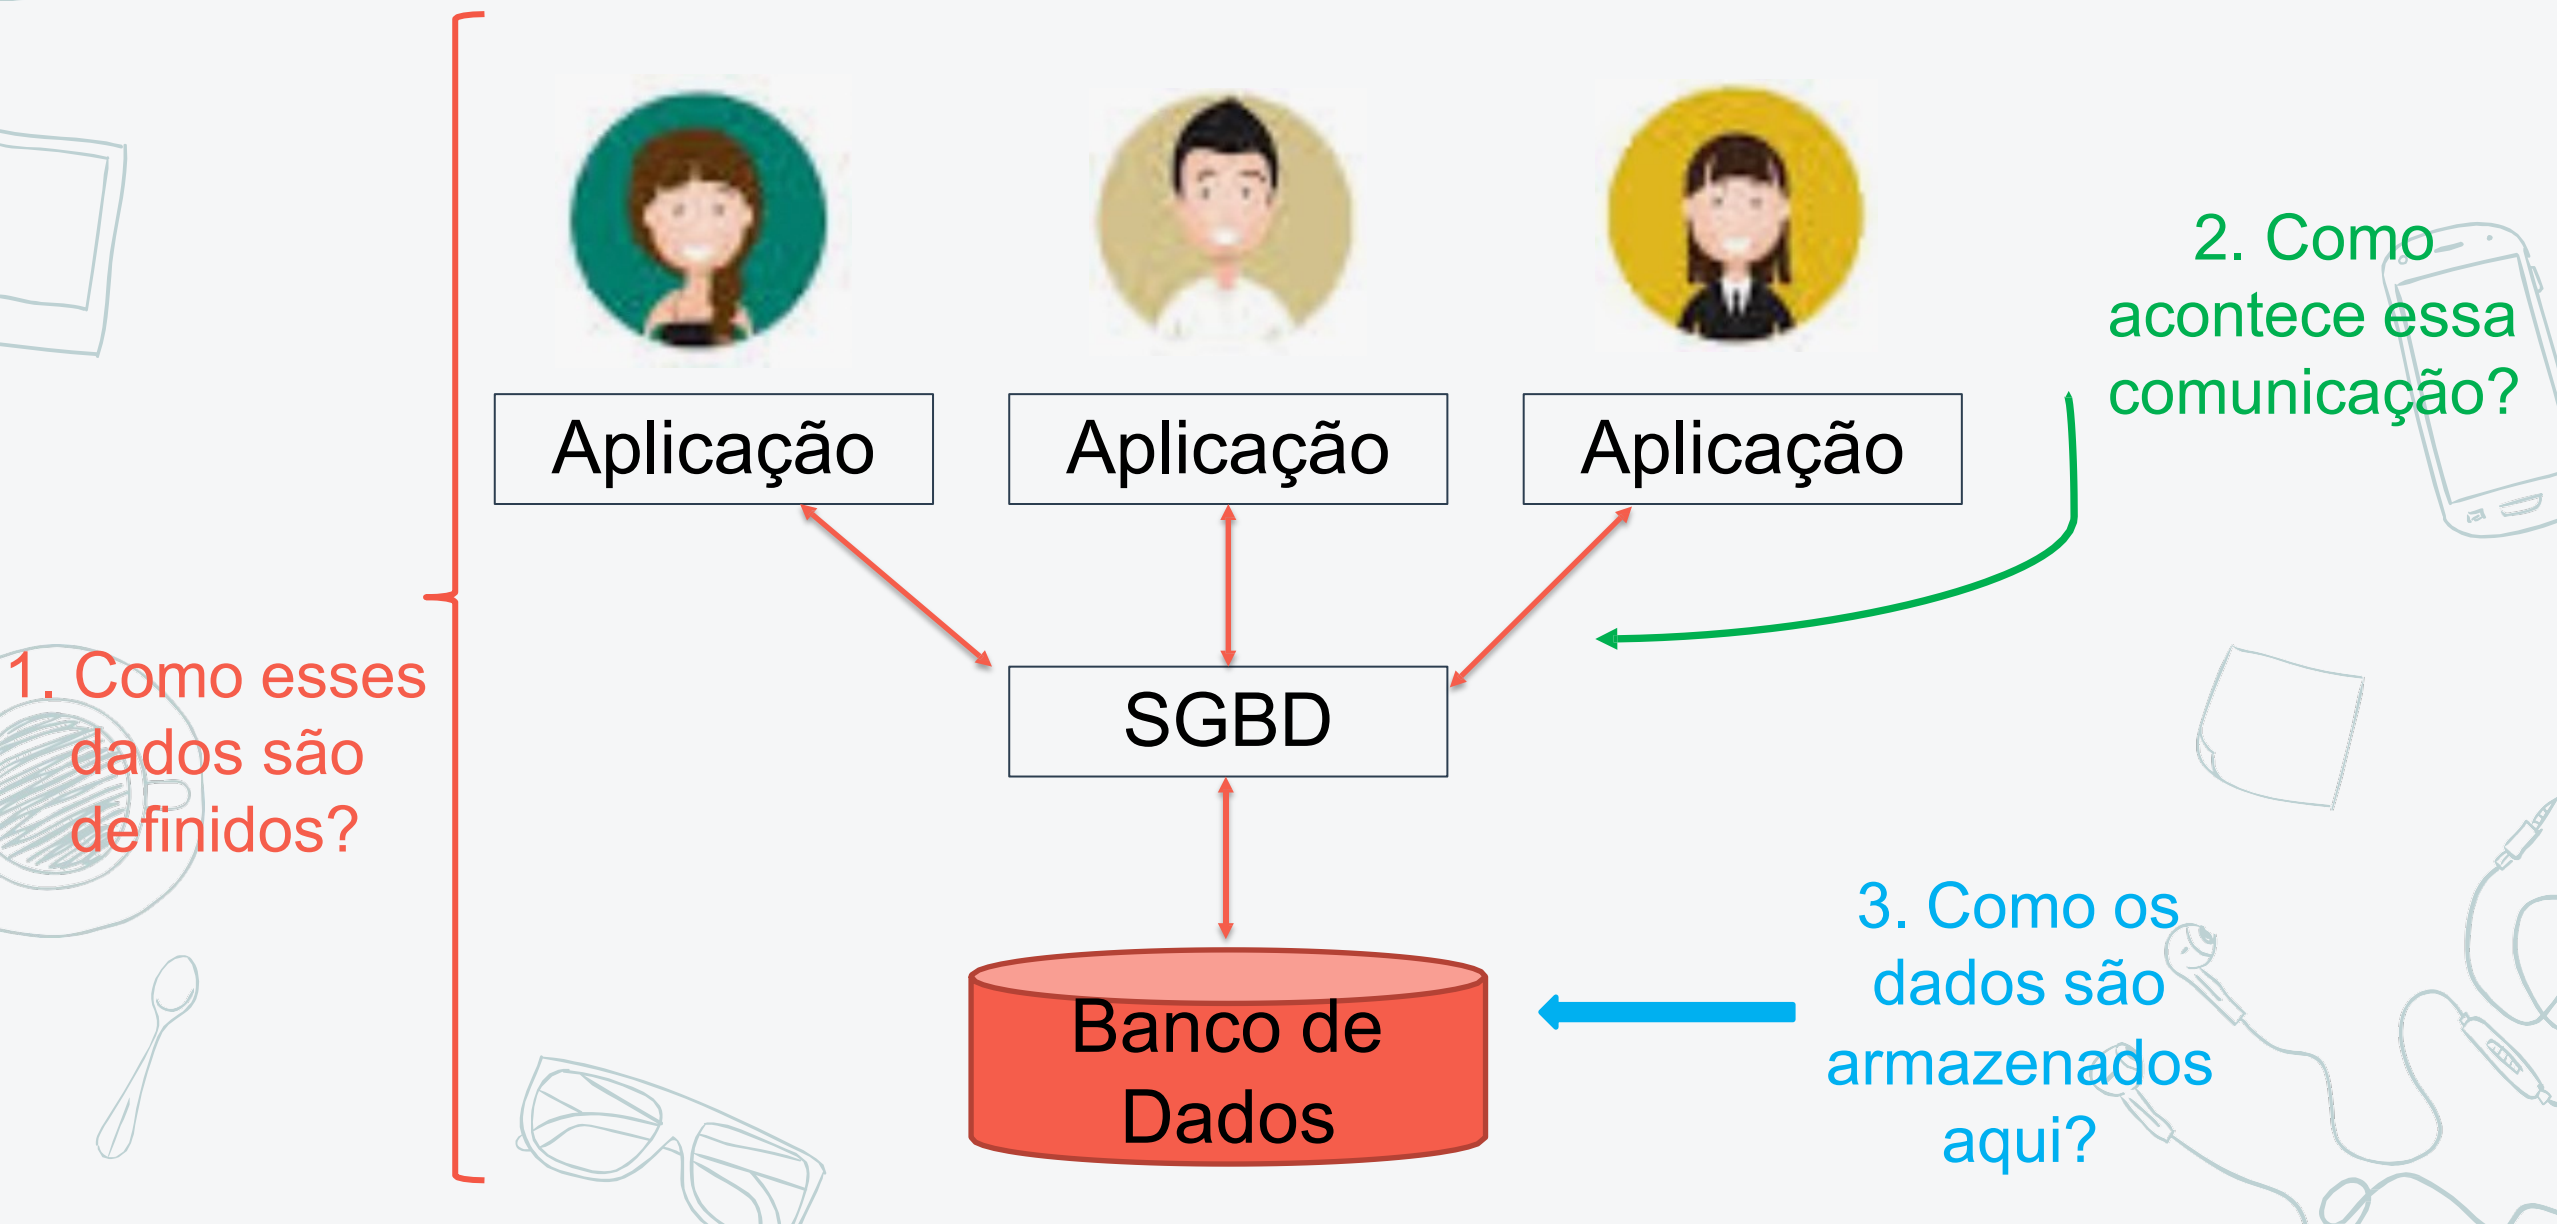 2. Como
acontece essa
comunicação?
Aplicação
Aplicação
Aplicação
1. Como esses
dados são
definidos?
SGBD
3. Como os
dados são
armazenados
aqui?
Banco de
Dados